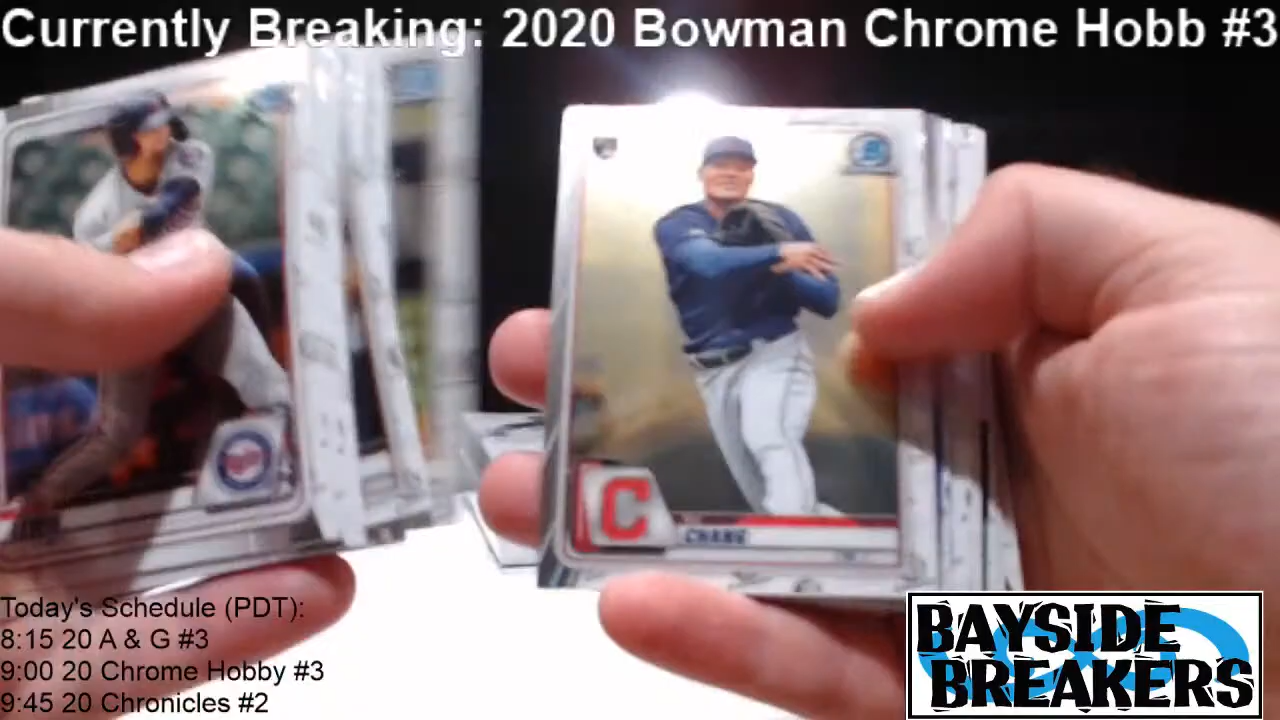 Currently Breaking: 2020 Bowman Chrome Hobb #3
C
CHANG
Today's Schedule (PDT):
8:15 20 A & G #3
9:00 20 Chrome Hobby #3
9:45 20 Chronicles #2
BAYSIDE
BREAKERS